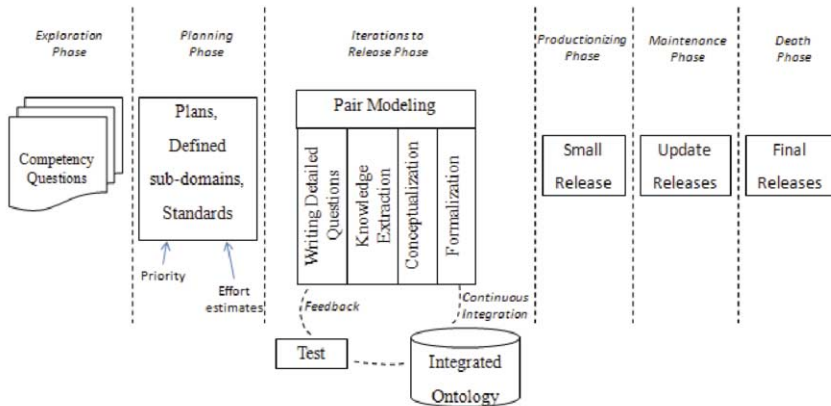 Exploration
Phase
Planning
Phase
Iterations to
Release Phase
Productionizing
Phase
Maintenance
Phase
Death
Phase
Competency
Questions
Plans,
Defined
sub-domains,
Standards
Priority
Effort
estimates
Pair Modeling
Writing Detailed
Questions
Knowledge
Extraction
Conceptualization
Formalization
Feedback
Continuous
Integration
Test
Integrated
Ontology
Small
Release
Update
Releases
Final
Releases